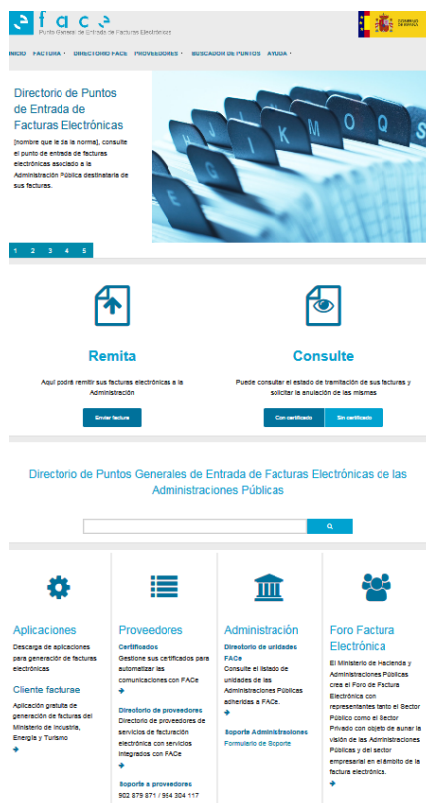 face
Punto General de Entrada de Facturas Electrónicas
GOBIERNO
DE ESPAÑA
INICIO FACTURA DIRECTORIO FACE PROVEEDORES BUSCADOR DE PUNTOS AYUDA
Directorio de Puntos
de Entrada de
Facturas Electrónicas
[nombre que le da la norma], consulte
el punto de entrada de facturas
electrónicas asociado a la
Administración Pública destinataria de
sus facturas.
E G I H J I K M O Q S
1 2 3 4 5
Remita
Aquí podrá remitir sus facturas electrónicas a la
Administración
Enviar factura
Consulte
Puede consultar el estado de tramitación de sus facturas y
solicitar la anulación de las mismas
Con certificado Sin certificado
Directorio de Puntos Generales de Entrada de Facturas Electrónicas de las
Administraciones Públicas
Aplicaciones
Descarga de aplicaciones
para generación de facturas
electrónicas
Cliente facturae
Aplicación gratuita de
generación de facturas del
Ministerio de Industria,
Energía y Turismo
Proveedores
Certificados
Gestione sus certificados para
automatizar las
comunicaciones con FACe
Directorio de proveedores
Directorio de proveedores de
servicios de facturación
electrónica con servicios
integrados con FACe
Soporte a proveedores
902 879 871 / 954 304 117
Administración
Directorio de unidades
FACe
Consulte el listado de
unidades de las
Administraciones Públicas
adheridas a FACe.
Soporte Administraciones
Formulario de Soporte
Foro Factura
Electrónica
El Ministerio de Hacienda y
Administraciones Públicas
crea el Foro de Factura
Electrónica con
representantes tanto el Sector
Público como el Sector
Privado con objeto de aunar la
visión de las Administraciones
Públicas y del sector
empresarial en el ámbito de la
factura electrónica.